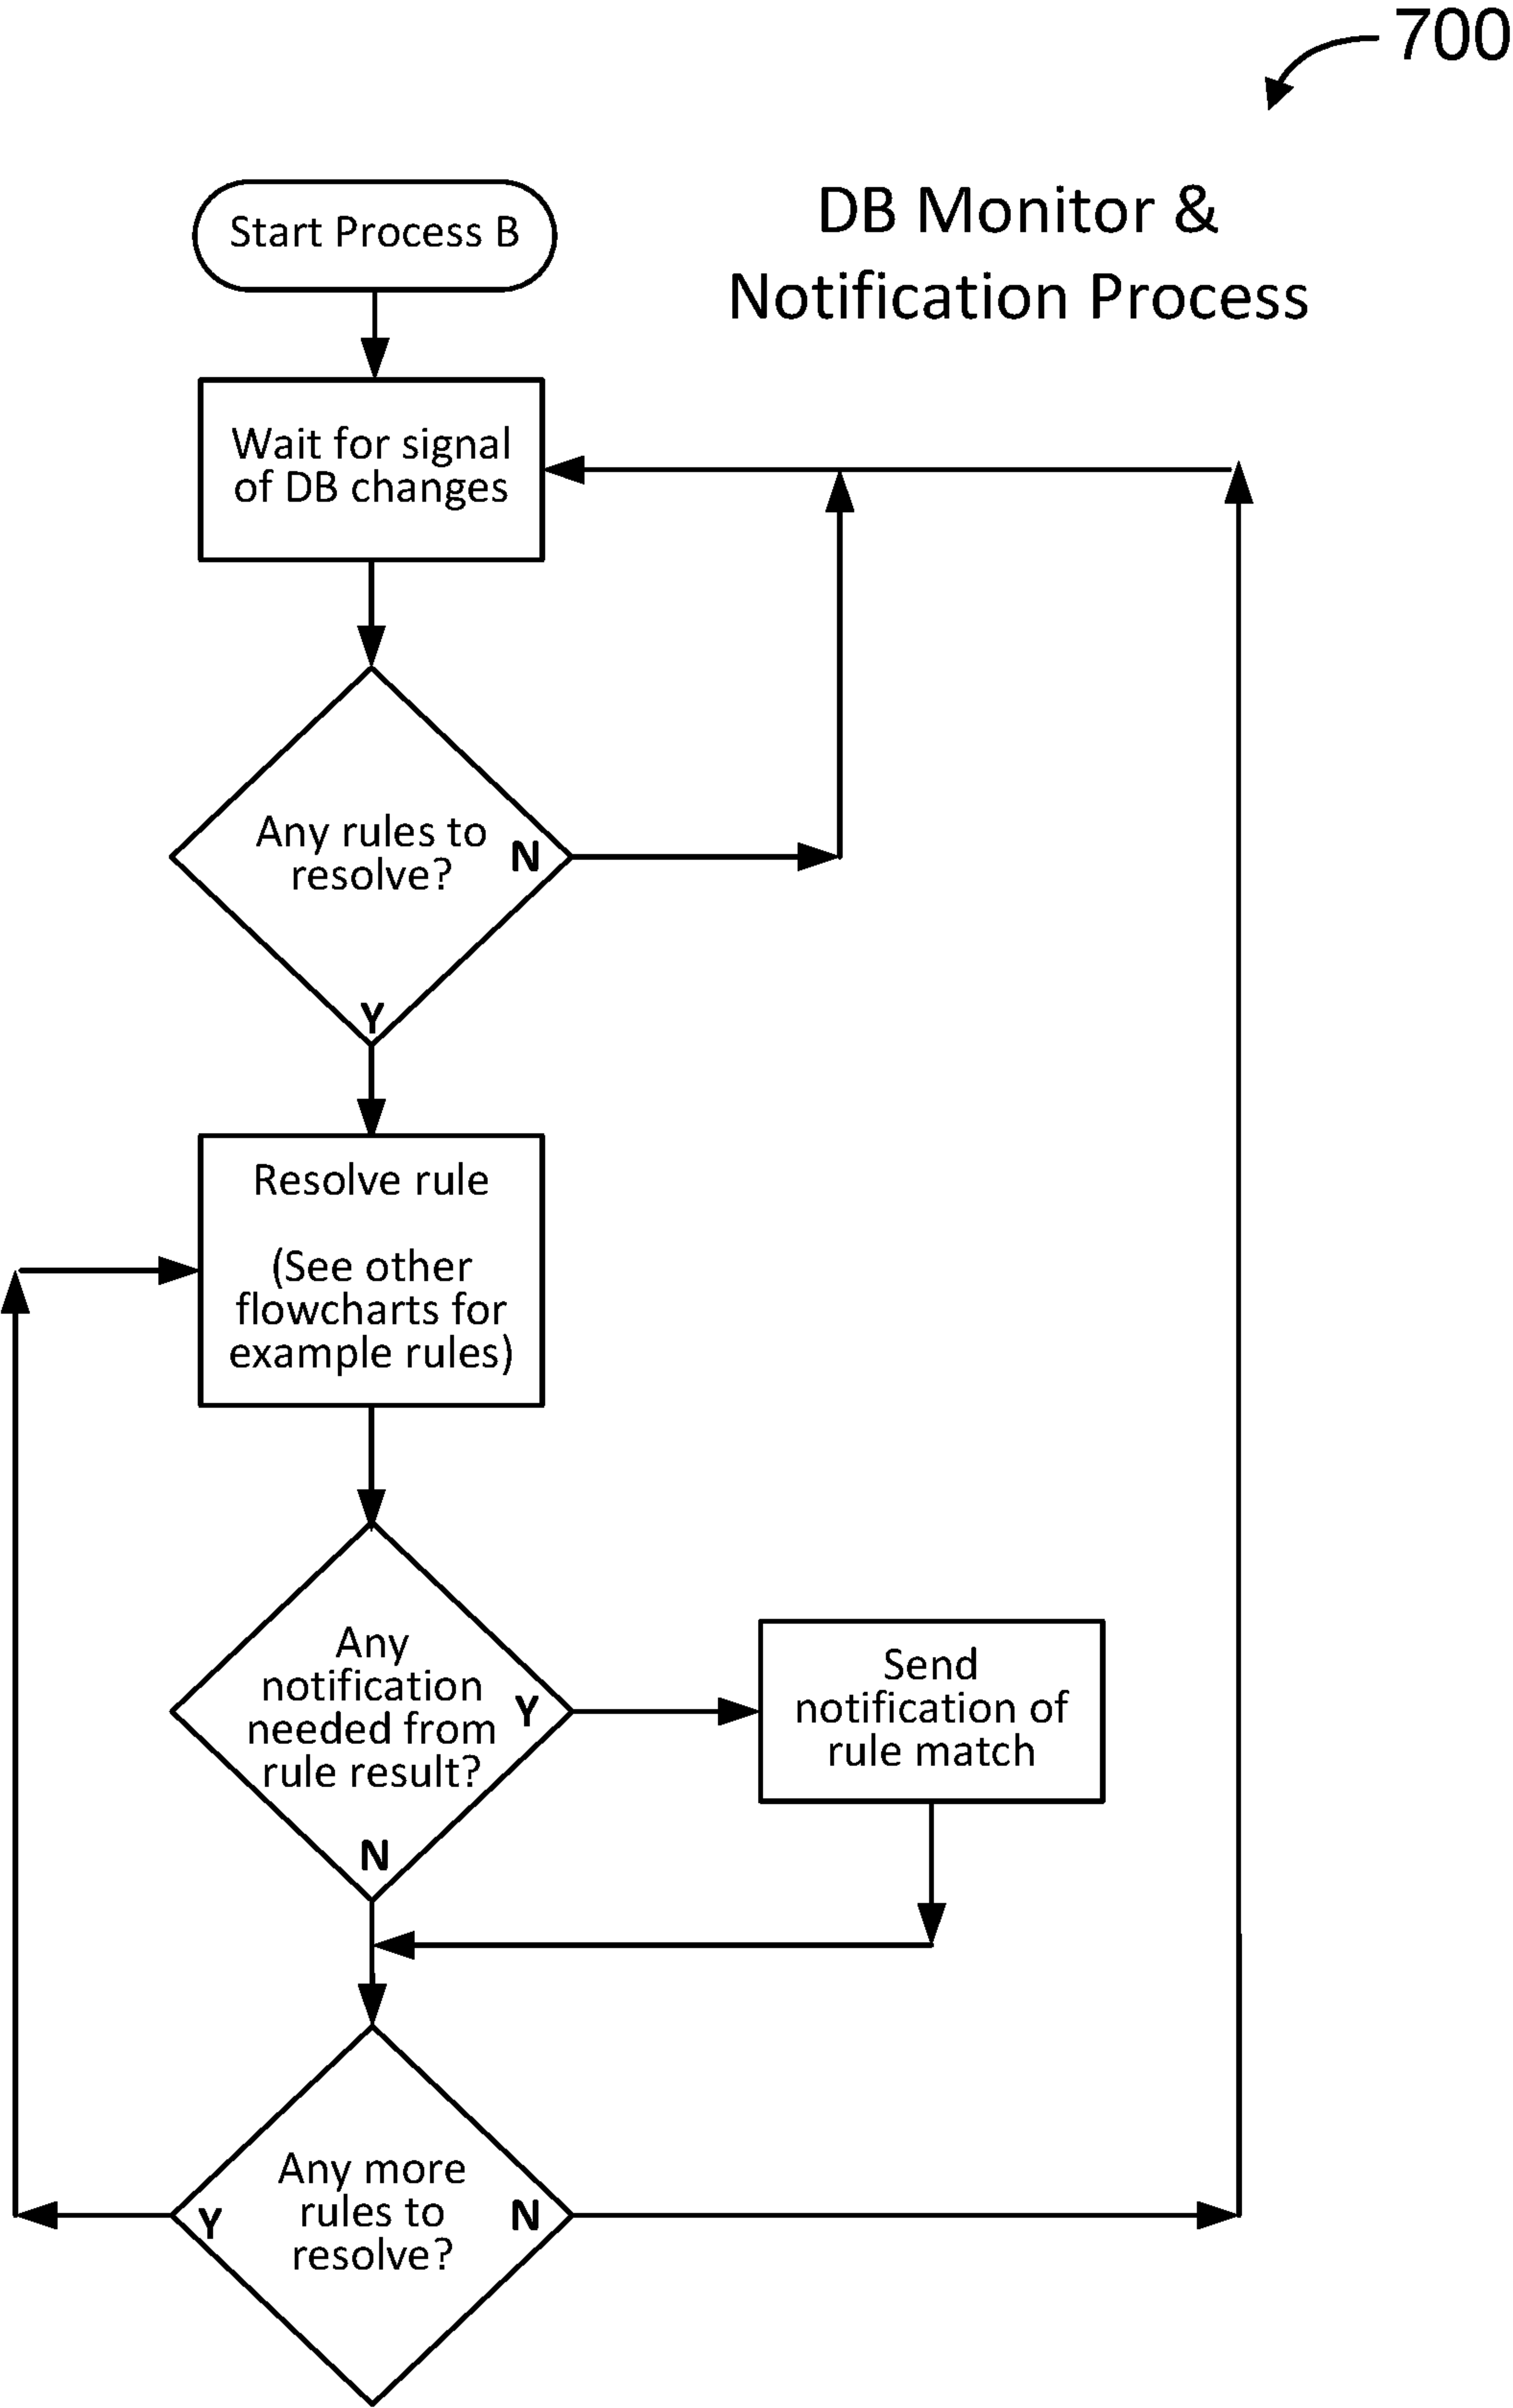 700
DB Monitor &
Notification Process
Start Process B
Wait for signal
of DB changes
Any rules to
resolve?
N
Y
Resolve rule
(See other
flowcharts for
example rules)
Any
notification
needed from
rule result?
Y
N
Send
notification of
rule match
Any more
rules to
resolve?
Y
N